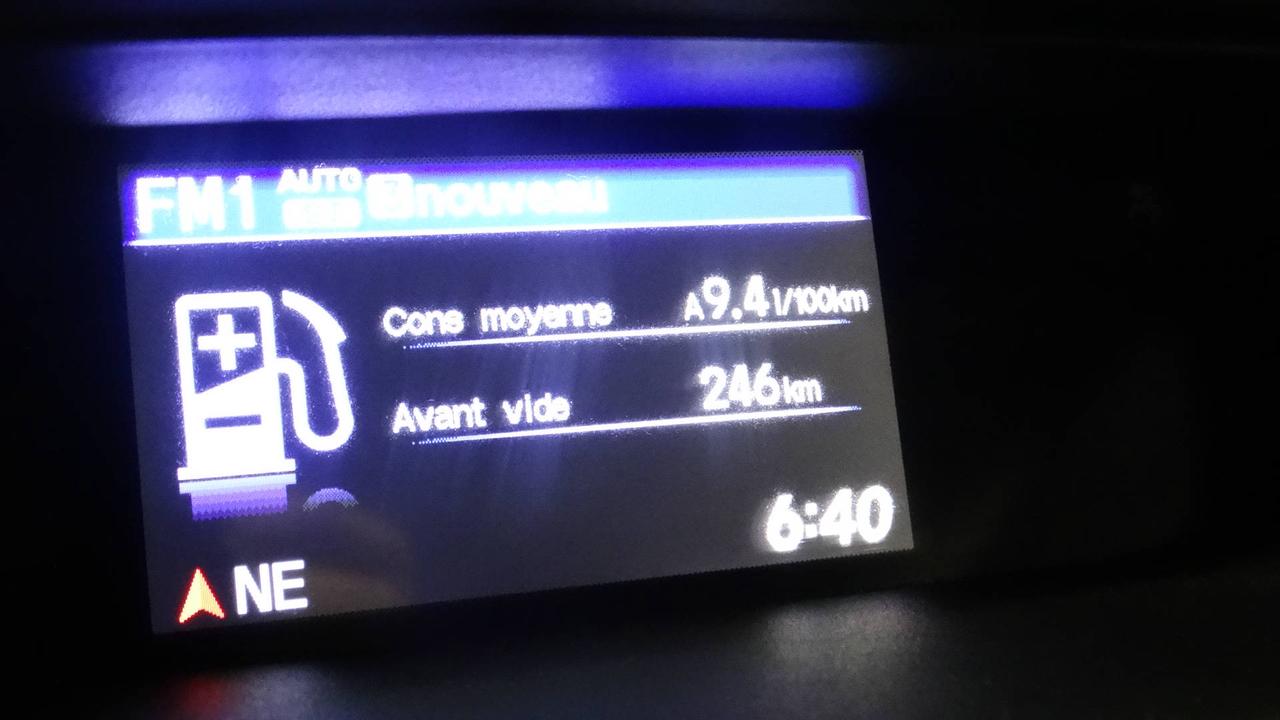 FM1 AUTO nouveau
Cons moyenne A9.4 l/100km
Avant vide 246 km
6:40
NE